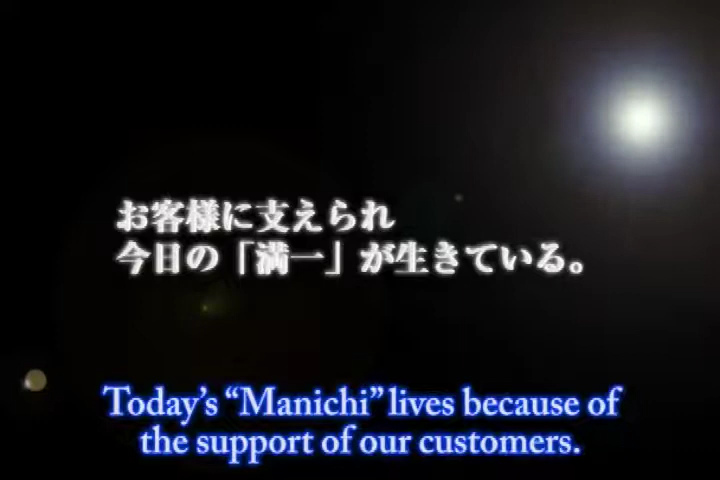 お客様に支えられ
今日の「満一」が生きている。
Today's “Manichi” lives because of
the support of our customers.